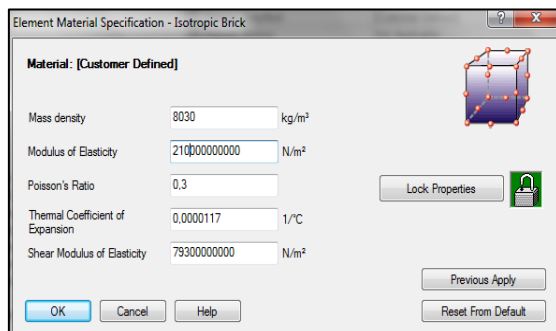 Element Material Specification - Isotropic Brick
? X
Material: [Customer Defined]
Mass density 8030 kg/m³
Modulus of Elasticity 210000000000 N/m²
Poisson's Ratio 0,3
Lock Properties
Thermal Coefficient of
Expansion 0,0000117 1/°C
Shear Modulus of Elasticity 79300000000 N/m²
Previous Apply
OK Cancel Help Reset From Default